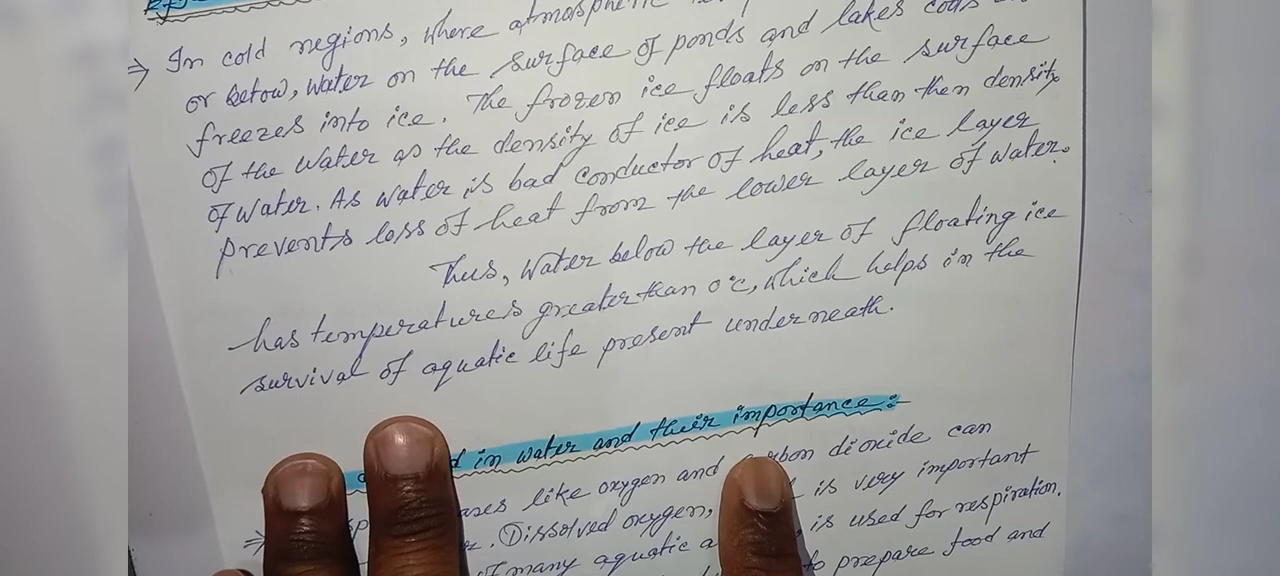 ⇒ In cold regions, where atmospheric
or below, water on the surface of ponds and lakes cools
freezes into ice. The frozen ice floats on the surface
of the water as the density of ice is less than then density
of water. As water is bad conductor of heat, the ice layer
prevents loss of heat from the lower layer of water.
Thus, water below the layer of floating ice
has temperatures greater than 0°c, which helps in the
survival of aquatic life present underneath.
in water and their importance:-
⇒ like oxygen and carbon dioxide can
. Dissolved oxygen, is very important
of many aquatic is used for respiration.
to prepare food and